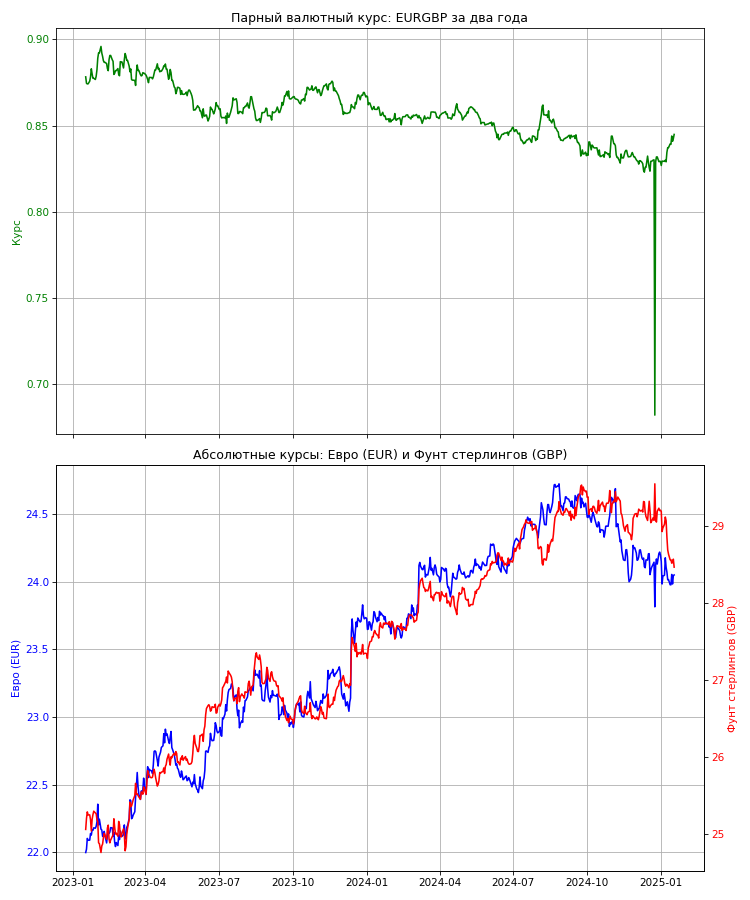 Парный валютный курс: EURGBP за два года
0.90
0.85
0.80
0.75
0.70
Курс
Абсолютные курсы: Евро (EUR) и Фунт стерлингов (GBP)
24.5
24.0
23.5
23.0
22.5
22.0
Евро (EUR)
29
28
27
26
25
Фунт стерлингов (GBP)
2023-01 2023-04 2023-07 2023-10 2024-01 2024-04 2024-07 2024-10 2025-01